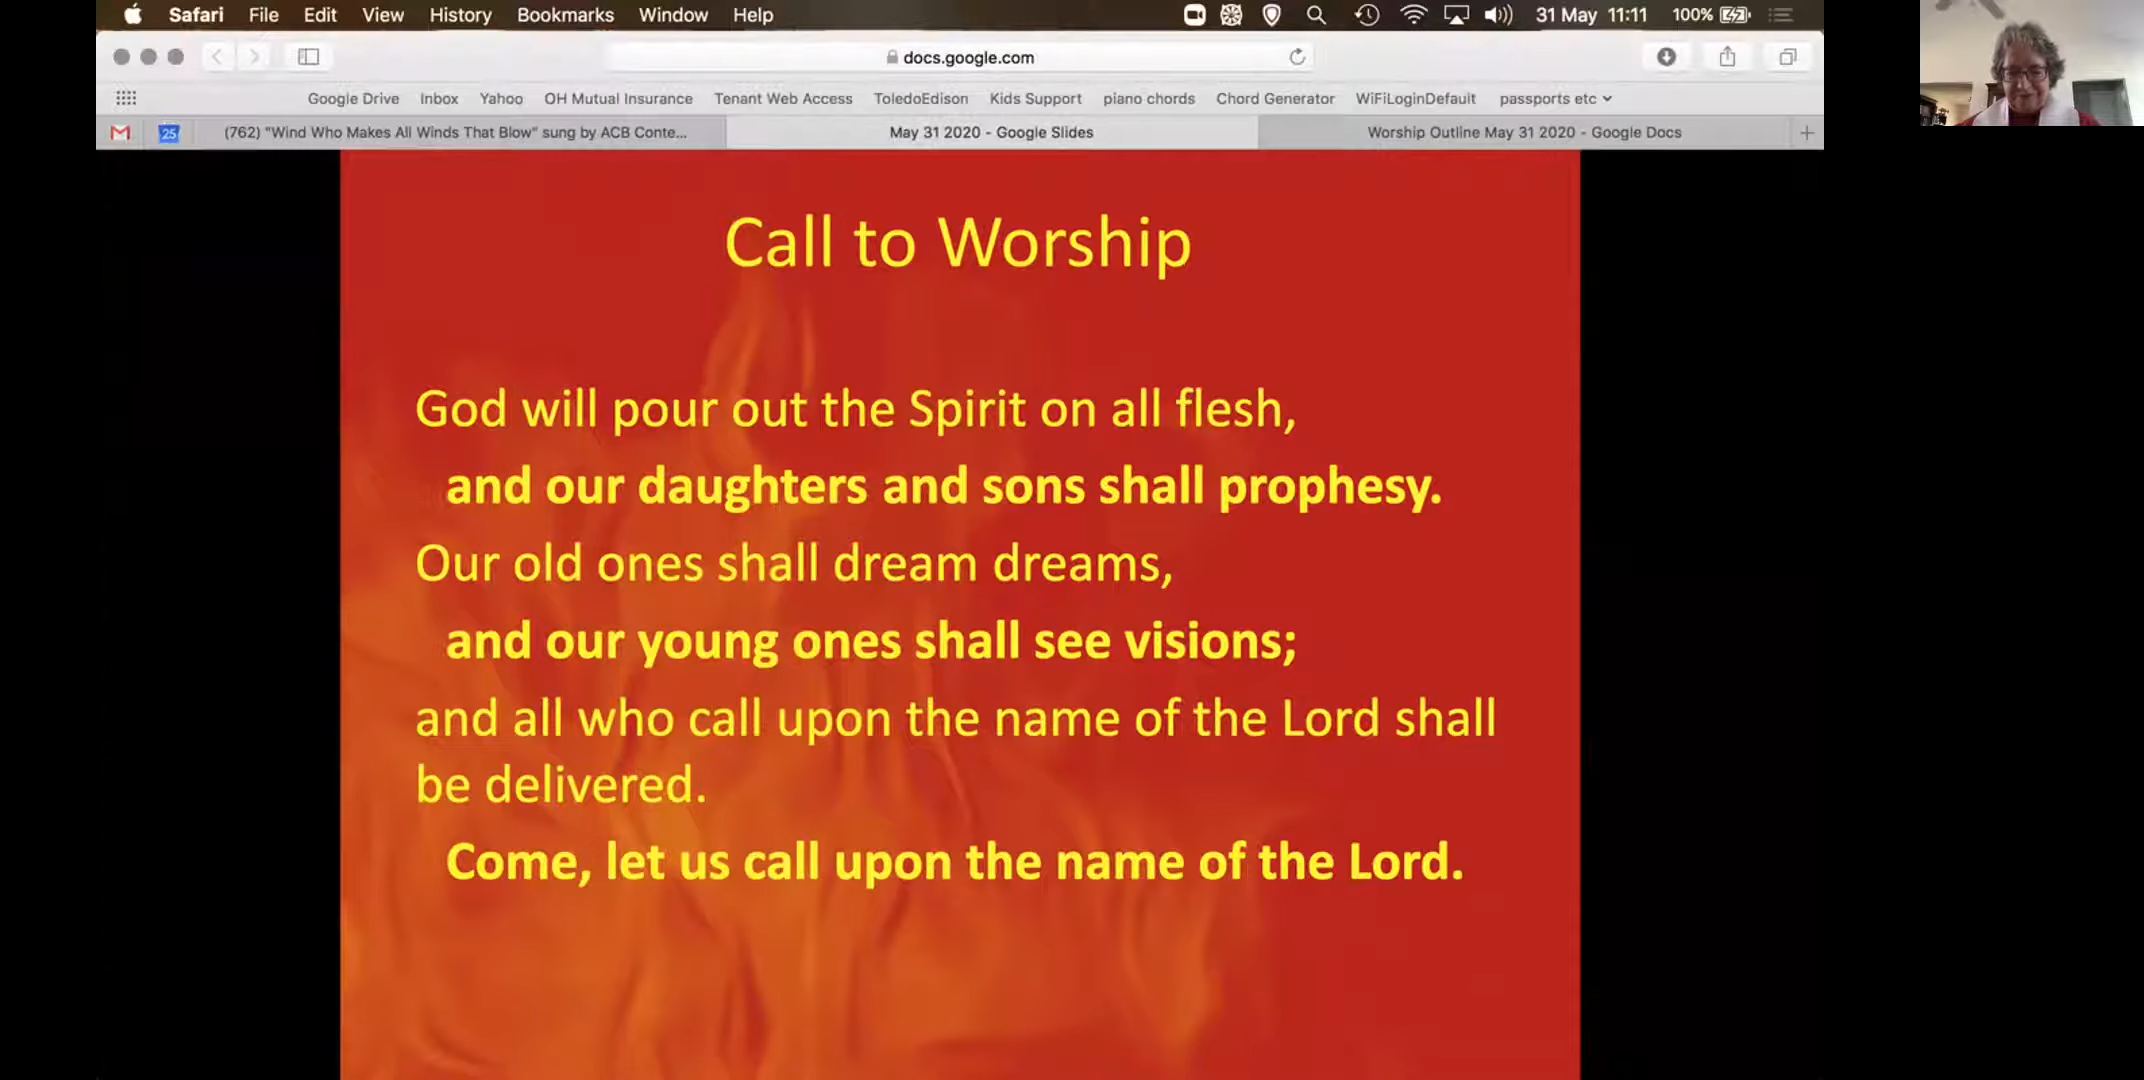 Safari File Edit View History Bookmarks Window Help 31 May 11:11 100%
docs.google.com
Google Drive Inbox Yahoo OH Mutual Insurance Tenant Web Access ToledoEdison Kids Support piano chords Chord Generator WiFiLoginDefault passports etc
25 (762) "Wind Who Makes All Winds That Blow" sung by ACB Conte... May 31 2020 - Google Slides Worship Outline May 31 2020 - Google Docs
Call to Worship
God will pour out the Spirit on all flesh,
and our daughters and sons shall prophesy.
Our old ones shall dream dreams,
and our young ones shall see visions;
and all who call upon the name of the Lord shall
be delivered.
Come, let us call upon the name of the Lord.